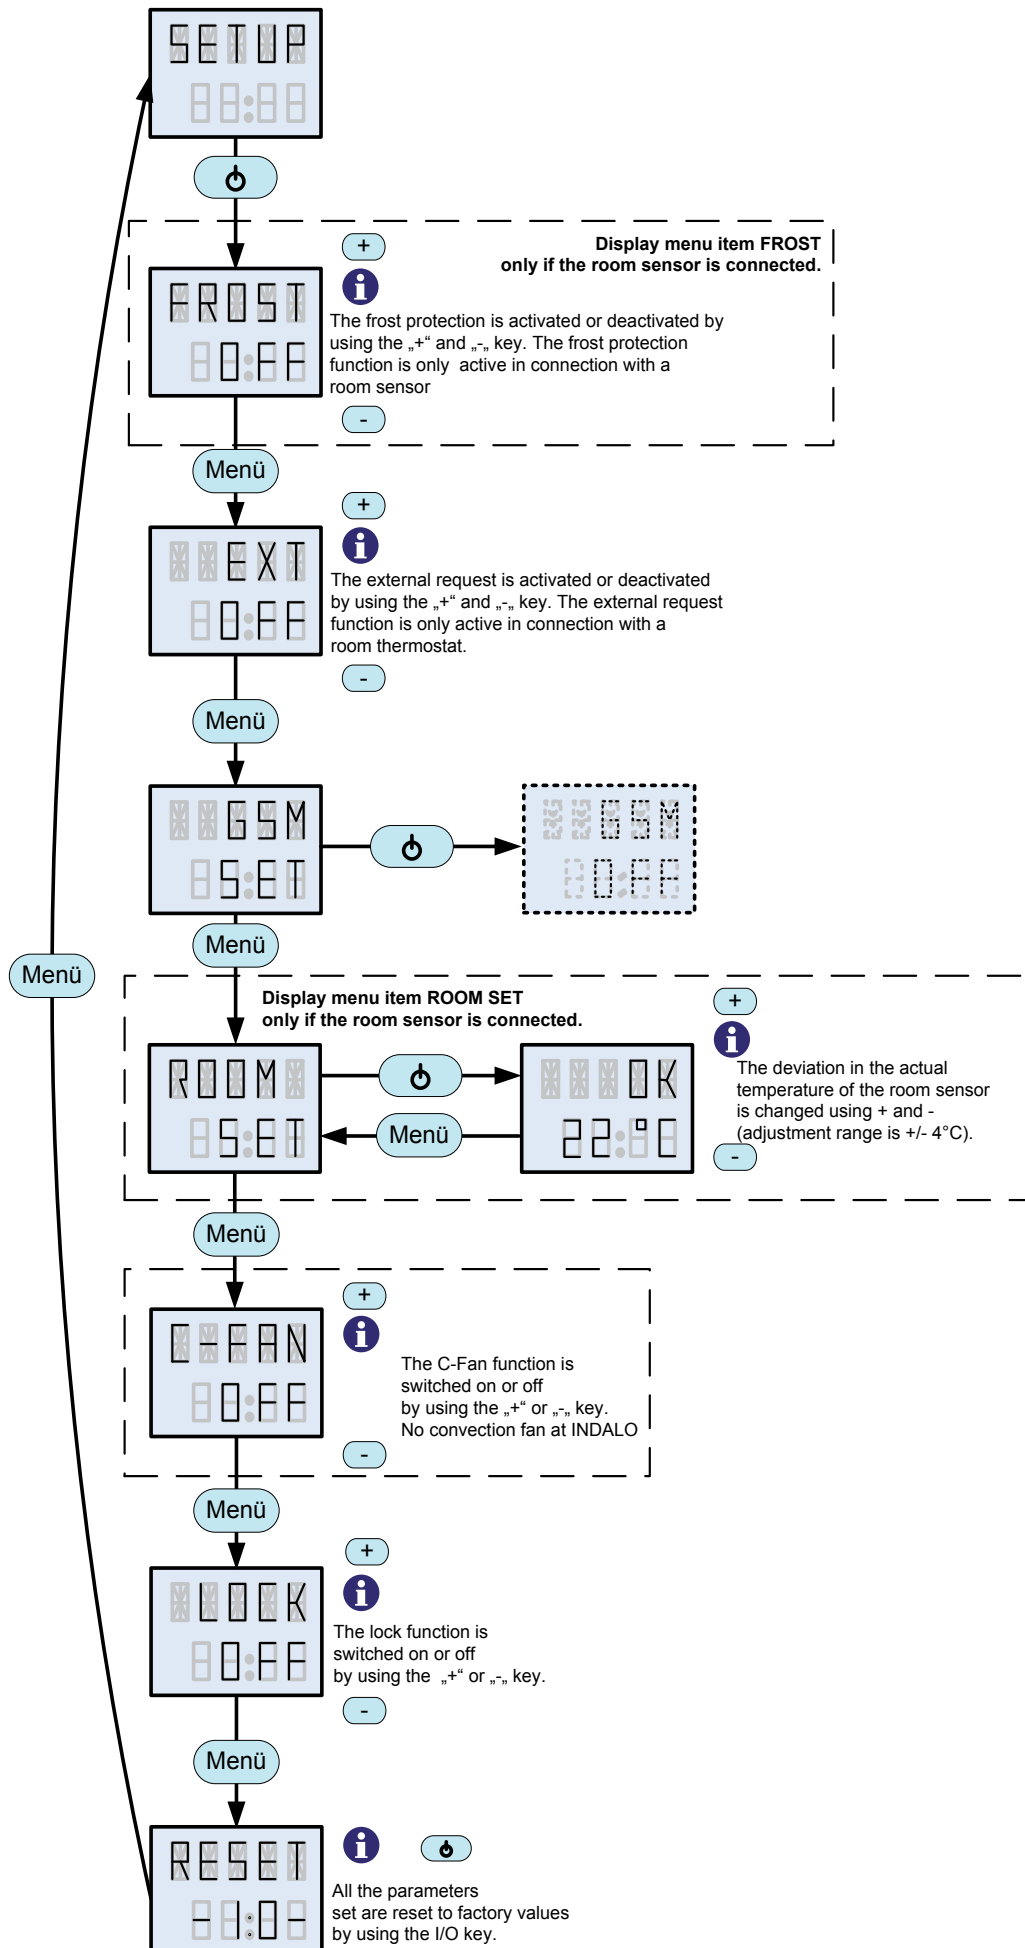 SETUP
Display menu item FROST
only if the room sensor is connected.
+
FROST
OFF
The frost protection is activated or deactivated by
using the „+“ and „-„ key. The frost protection
function is only  active in connection with a
room sensor
-
Menü
+
EXT
OFF
The external request is activated or deactivated
by using the „+“ and „-„ key. The external request
function is only active in connection with a
room thermostat.
-
Menü
GSM
SET
GSM
OFF
Menü
Menü
Display menu item ROOM SET
only if the room sensor is connected.
ROOM
SET
Menü
OK
22°C
+
The deviation in the actual
temperature of the room sensor
is changed using + and -
(adjustment range is +/- 4°C).
-
Menü
+
C-FAN
OFF
The C-Fan function is
switched on or off
by using the „+“ or „-„ key.
No convection fan at INDALO
-
Menü
+
LOCK
OFF
The lock function is
switched on or off
by using the  „+“ or „-„ key.
-
Menü
RESET
-1:0-
All the parameters
set are reset to factory values
by using the I/O key.